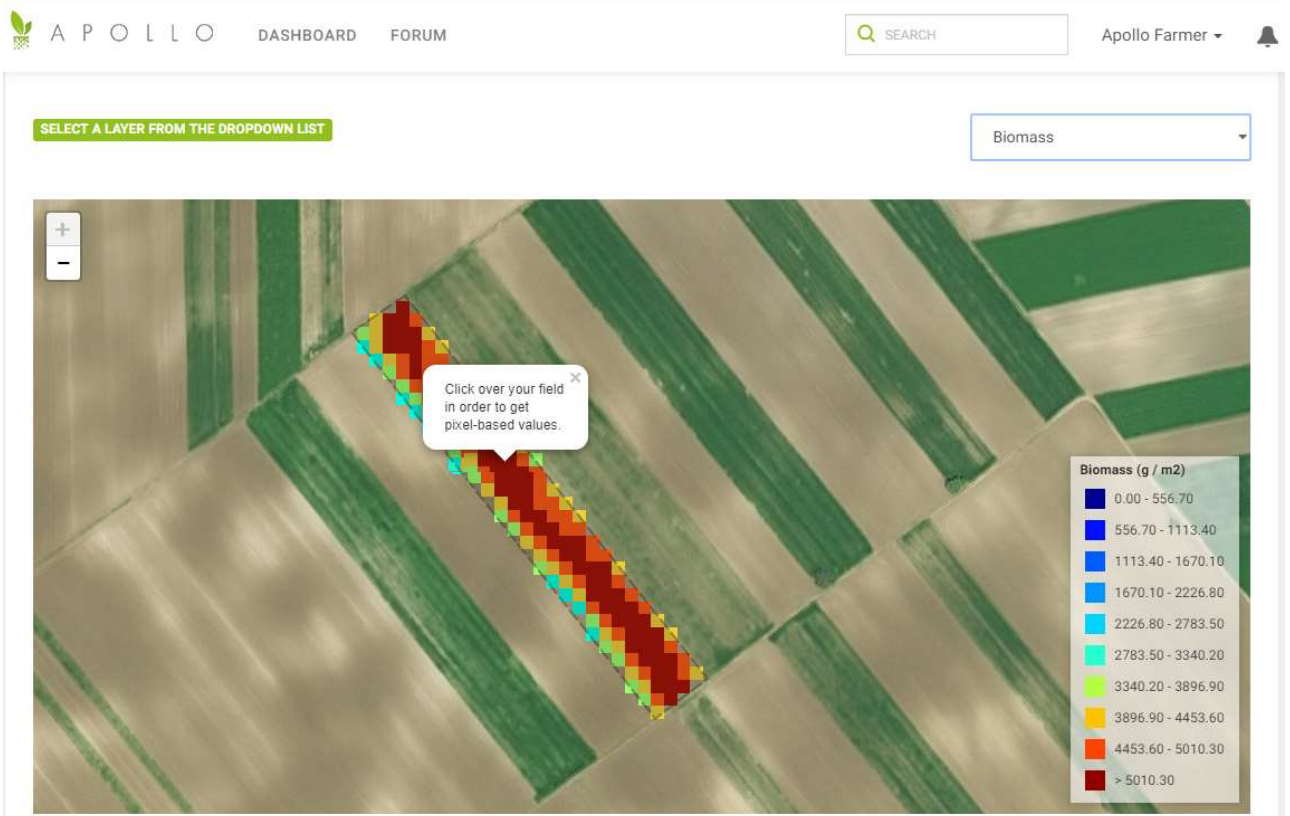 APOLLO DASHBOARD FORUM SEARCH Apollo Farmer
SELECT A LAYER FROM THE DROPDOWN LIST
Biomass
+
−
Click over your field
in order to get
pixel-based values.
×
Biomass (g / m2)
0.00 - 556.70
556.70 - 1113.40
1113.40 - 1670.10
1670.10 - 2226.80
2226.80 - 2783.50
2783.50 - 3340.20
3340.20 - 3896.90
3896.90 - 4453.60
4453.60 - 5010.30
> 5010.30